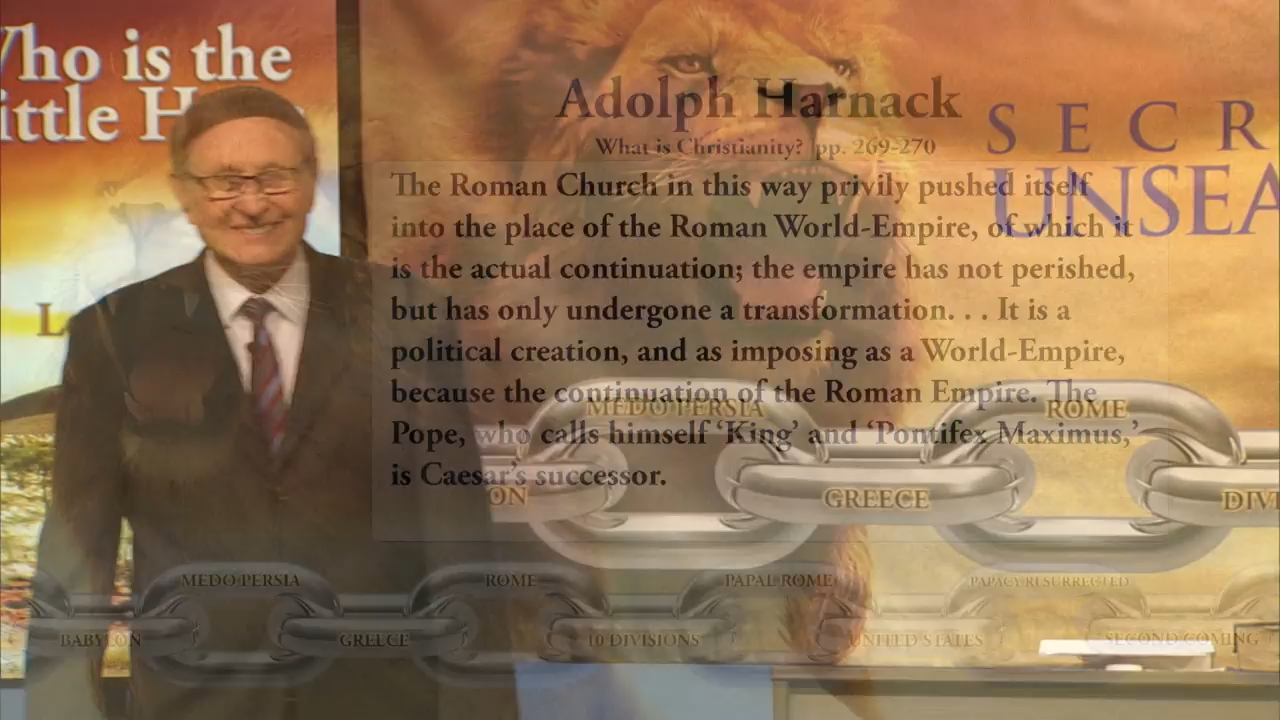 Who is the
Little H
L
SECR
UNSEA
Adolph Harnack
What is Christianity? pp. 269-270
The Roman Church in this way privily pushed itself
into the place of the Roman World-Empire, of which it
is the actual continuation; the empire has not perished,
but has only undergone a transformation. . . It is a
political creation, and as imposing as a World-Empire,
because the continuation of the Roman Empire. The
Pope, who calls himself ‘King’ and ‘Pontifex Maximus,’
is Caesar's successor.
MEDO PERSIA
ROME
ON
GREECE
DIVI
MEDO PERSIA
ROME
PAPAL ROME
PAPACY RESURRECTED
BABYLON
GREECE
10 DIVISIONS
UNITED STATES
SECOND COMING